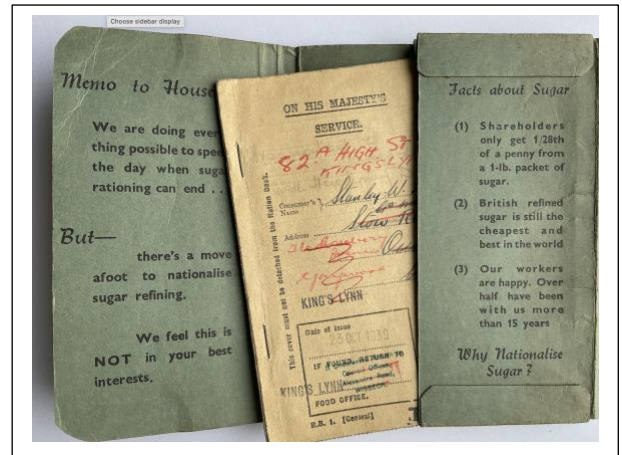 Choose sidebar display
Memo to House
We are doing ever
thing possible to spee
the day when suga
rationing can end . .
But—
there's a move
afoot to nationalise
sugar refining.
We feel this is
NOT in your best
interests.
ON HIS MAJESTY'S
SERVICE.
82A HIGH ST
KING'S LYN
Consumer's
Name
Stanley W.
Address
Stow
This cover must not be detached from the Ration Book.
KING'S LYNN
Date of Issue
IF FOUND, RETURN TO
KING'S LYNN
FOOD OFFICE.
R.B. 1. [General]
Facts about Sugar
(1) Shareholders
only get 1/28th
of a penny from
a 1-lb. packet of
sugar.
(2) British refined
sugar is still the
cheapest and
best in the world
(3) Our workers
are happy. Over
half have been
with us more
than 15 years
Why Nationalise
Sugar ?